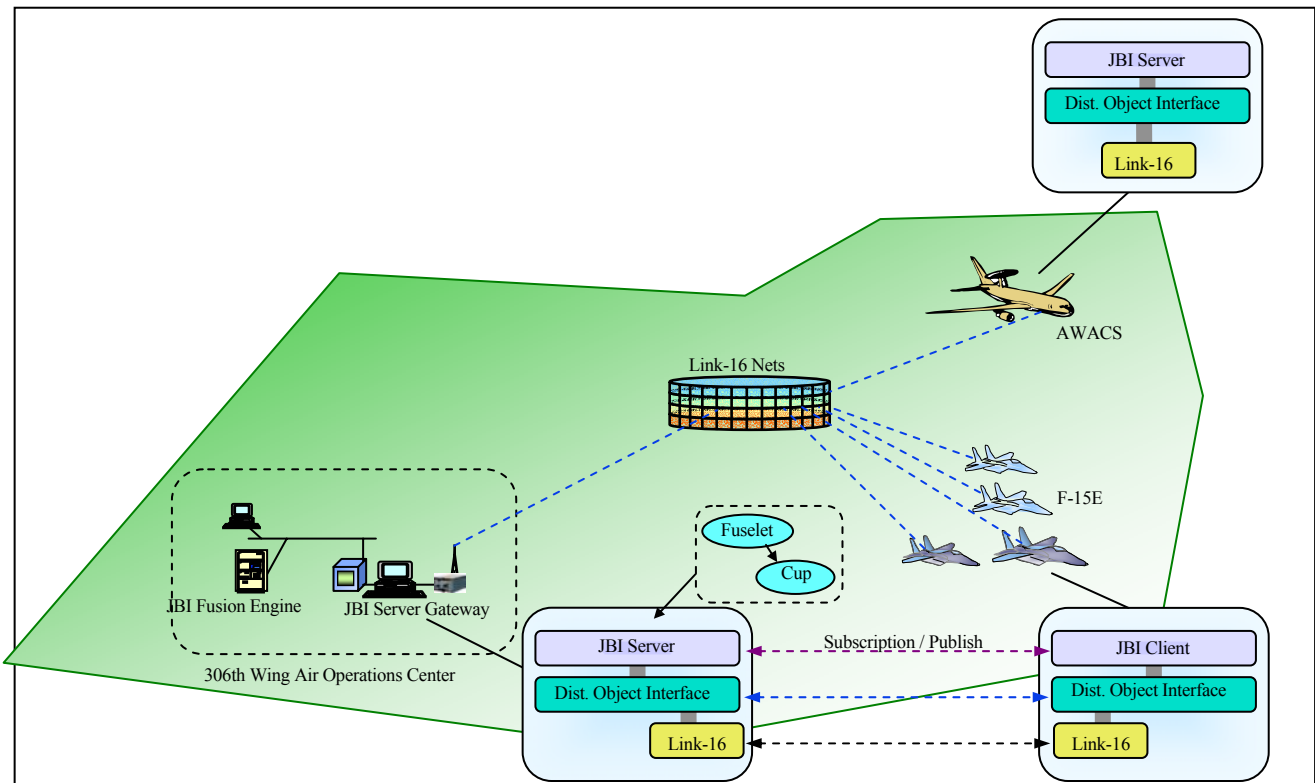 JBI Server
Dist. Object Interface
Link-16
AWACS
Link-16 Nets
F-15E
Fuselet
Cup
JBI Fusion Engine
JBI Server Gateway
306th Wing Air Operations Center
JBI Server
Subscription / Publish
JBI Client
Dist. Object Interface
Dist. Object Interface
Link-16
Link-16